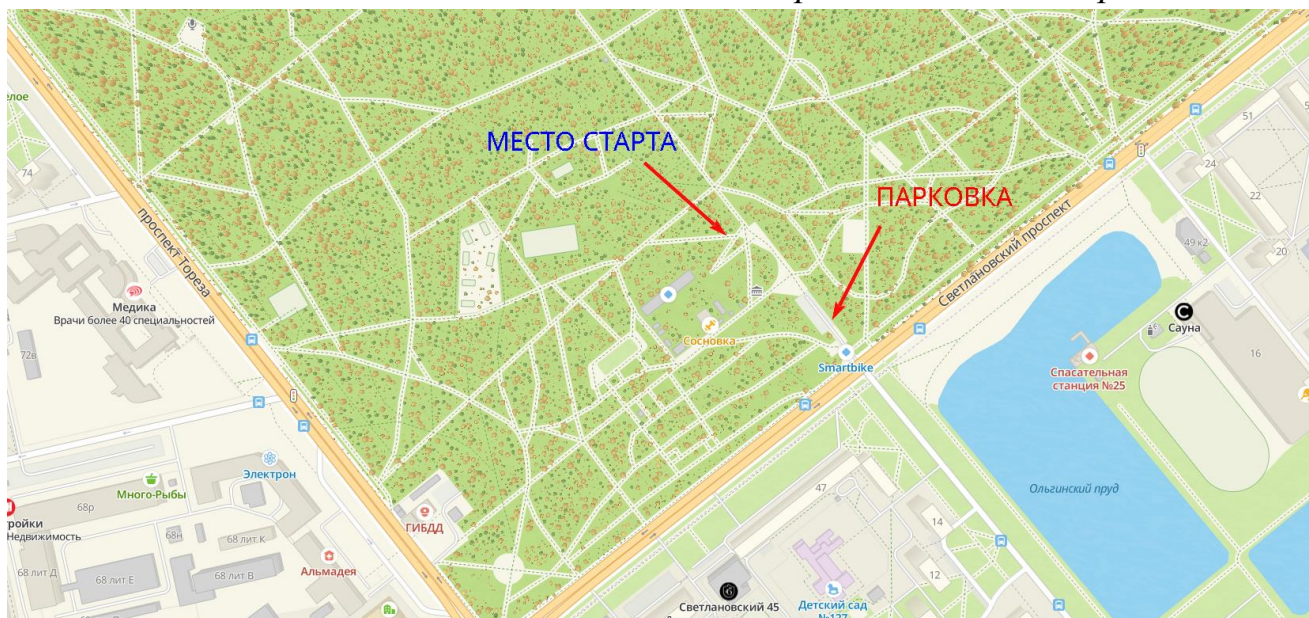 елое
74
МЕСТО СТАРТА
ПАРКОВКА
51
24
22
20
49 к2
проспект Тореза
Светлановский проспект
Медика
Врачи более 40 специальностей
72в
Сосновка
Smartbike
Сауна
16
Спасательная
станция №25
Электрон
Много-Рыбы
68р
ройки
Недвижимость
68н
68 лит К
68 лит Д
68 лит Е
68 лит В
ГИБДД
Альмадея
47
14
12
Ольгинский пруд
Светлановский 45
Детский сад
№127